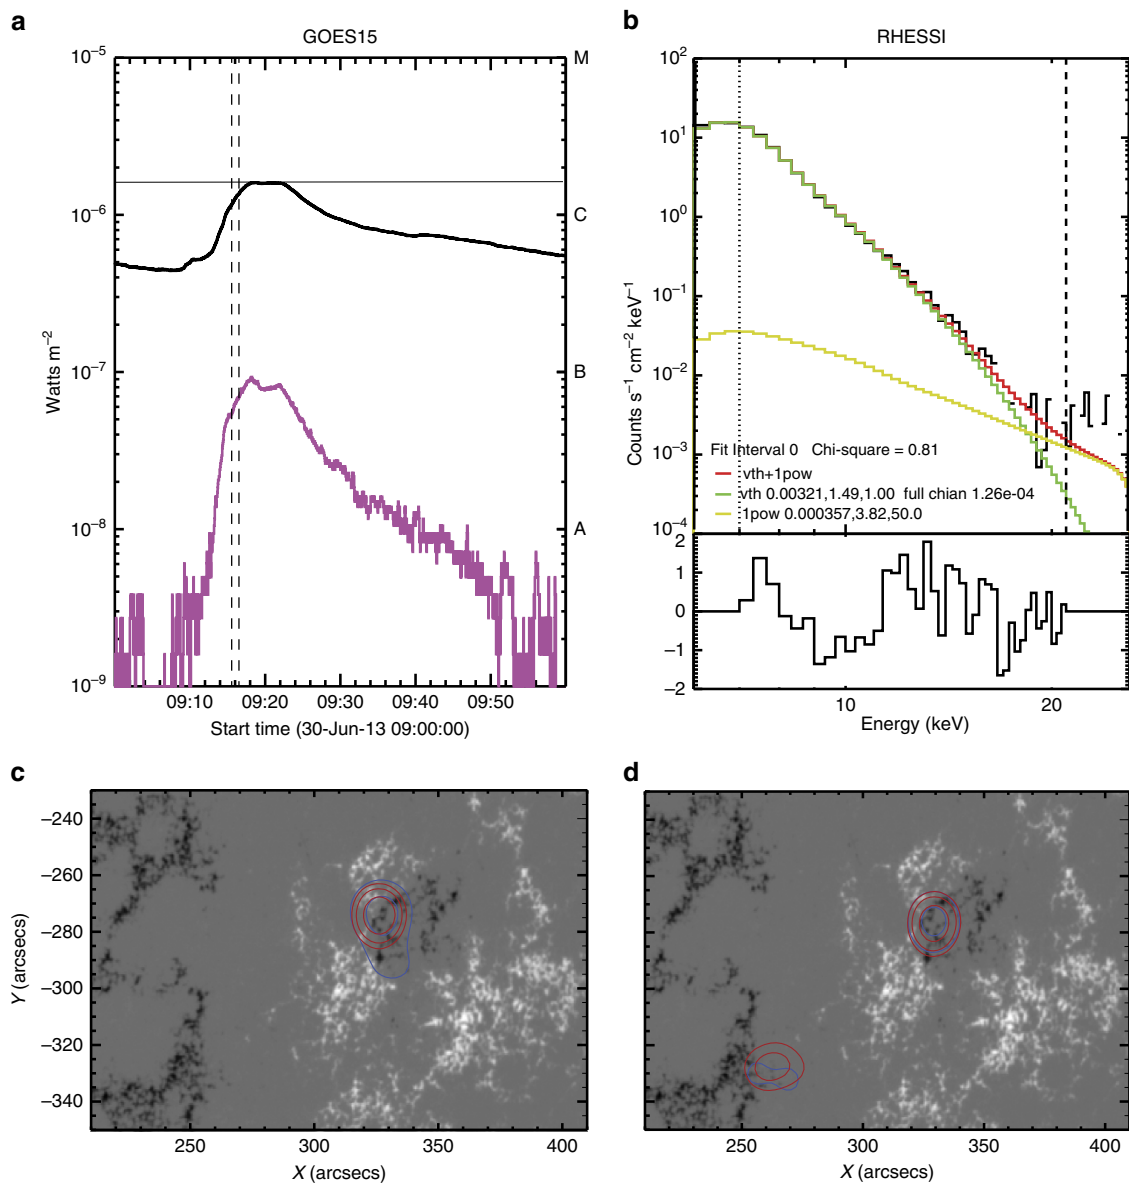 a
GOES15
10⁻⁵
10⁻⁶
10⁻⁷
10⁻⁸
10⁻⁹
M
C
B
A
Watts m⁻²
09:10 09:20 09:30 09:40 09:50
Start time (30-Jun-13 09:00:00)
b
RHESSI
10²
10¹
10⁰
10⁻¹
10⁻²
10⁻³
10⁻⁴
Counts s⁻¹ cm⁻² keV⁻¹
Fit Interval 0 Chi-square = 0.81
vth+1pow
vth 0.00321,1.49,1.00 full chian 1.26e-04
1pow 0.000357,3.82,50.0
2
1
0
−1
−2
10 20
Energy (keV)
c
−240
−260
−280
−300
−320
−340
Y (arcsecs)
250 300 350 400
X (arcsecs)
d
250 300 350 400
X (arcsecs)